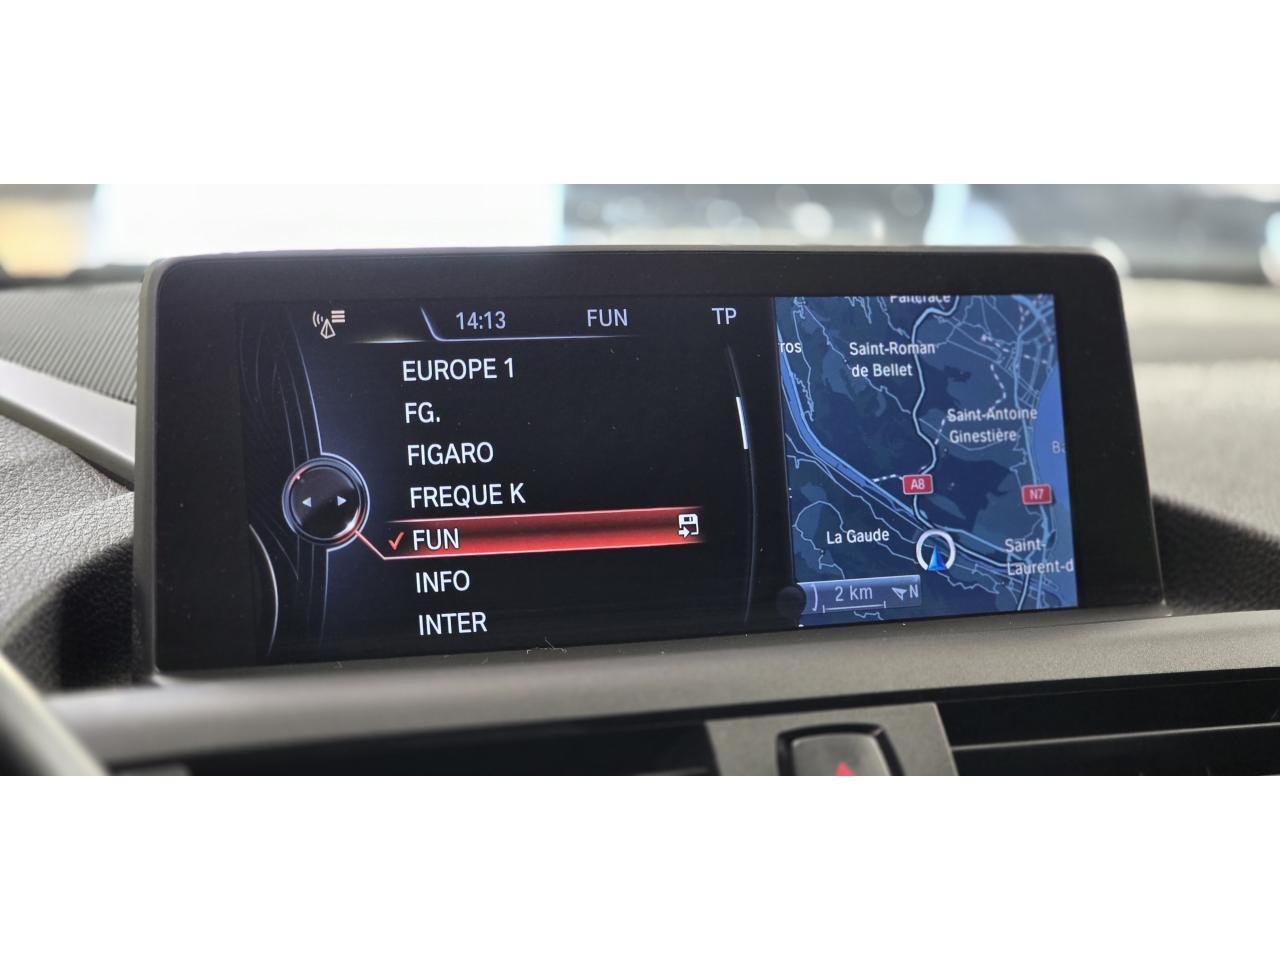 14:13 FUN TP
EUROPE 1
FG.
FIGARO
FREQUE K
FUN
INFO
INTER
Saint-Roman
de Bellet
Saint-Antoine
Ginestière
A8
N7
La Gaude
Saint-
Laurent-d
2 km N